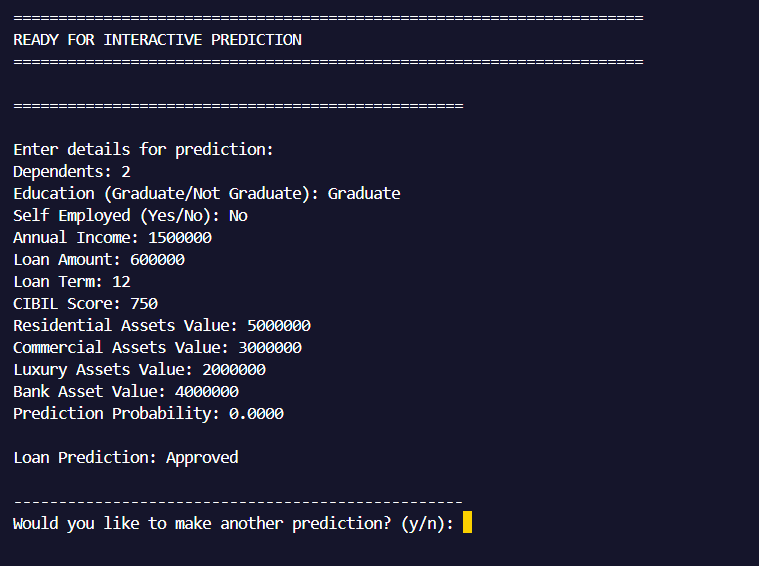 ======================================================================
READY FOR INTERACTIVE PREDICTION
======================================================================
==================================================
Enter details for prediction:
Dependents: 2
Education (Graduate/Not Graduate): Graduate
Self Employed (Yes/No): No
Annual Income: 1500000
Loan Amount: 600000
Loan Term: 12
CIBIL Score: 750
Residential Assets Value: 5000000
Commercial Assets Value: 3000000
Luxury Assets Value: 2000000
Bank Asset Value: 4000000
Prediction Probability: 0.0000
Loan Prediction: Approved
--------------------------------------------------
Would you like to make another prediction? (y/n):